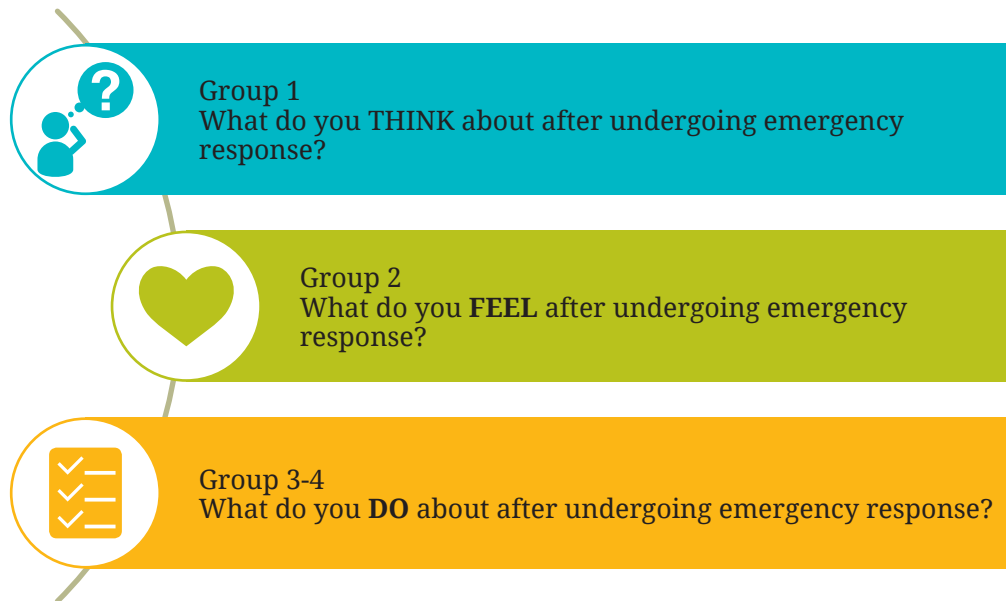 ?
Group 1
What do you THINK about after undergoing emergency
response?
Group 2
What do you FEEL after undergoing emergency
response?
Group 3-4
What do you DO about after undergoing emergency response?